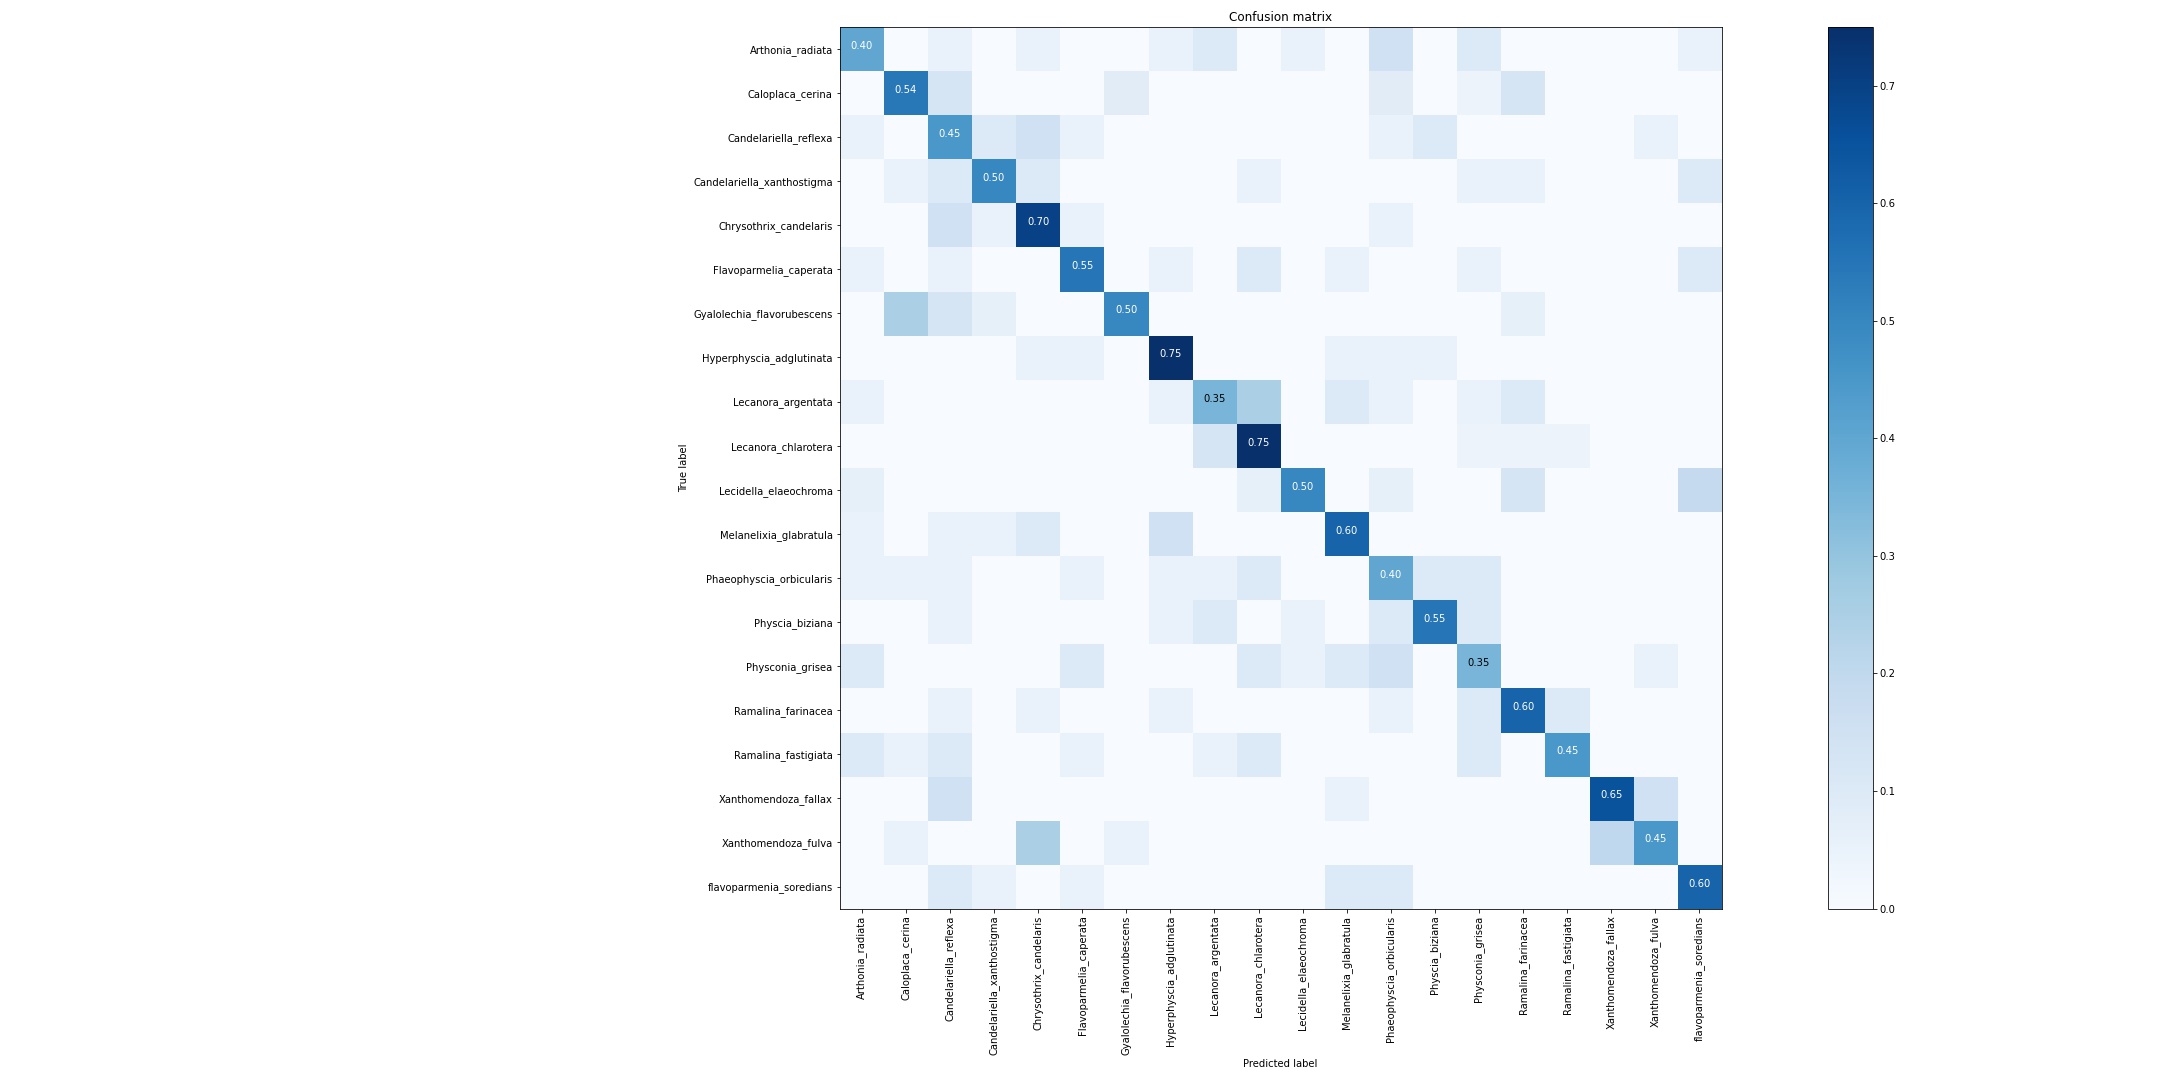 Confusion matrix
Arthonia_radiata
Caloplaca_cerina
Candelariella_reflexa
Candelariella_xanthostigma
Chrysothrix_candelaris
Flavoparmelia_caperata
Gyalolechia_flavorubescens
Hyperphyscia_adglutinata
Lecanora_argentata
Lecanora_chlarotera
Lecidella_elaeochroma
Melanelixia_glabratula
Phaeophyscia_orbicularis
Physcia_biziana
Physconia_grisea
Ramalina_farinacea
Ramalina_fastigiata
Xanthomendoza_fallax
Xanthomendoza_fulva
flavoparmenia_soredians
True label
0.40
0.54
0.45
0.50
0.70
0.55
0.50
0.75
0.35
0.75
0.50
0.60
0.40
0.55
0.35
0.60
0.45
0.65
0.45
0.60
Arthonia_radiata
Caloplaca_cerina
Candelariella_reflexa
Candelariella_xanthostigma
Chrysothrix_candelaris
Flavoparmelia_caperata
Gyalolechia_flavorubescens
Hyperphyscia_adglutinata
Lecanora_argentata
Lecanora_chlarotera
Lecidella_elaeochroma
Melanelixia_glabratula
Phaeophyscia_orbicularis
Physcia_biziana
Physconia_grisea
Ramalina_farinacea
Ramalina_fastigiata
Xanthomendoza_fallax
Xanthomendoza_fulva
flavoparmenia_soredians
Predicted label
0.7
0.6
0.5
0.4
0.3
0.2
0.1
0.0